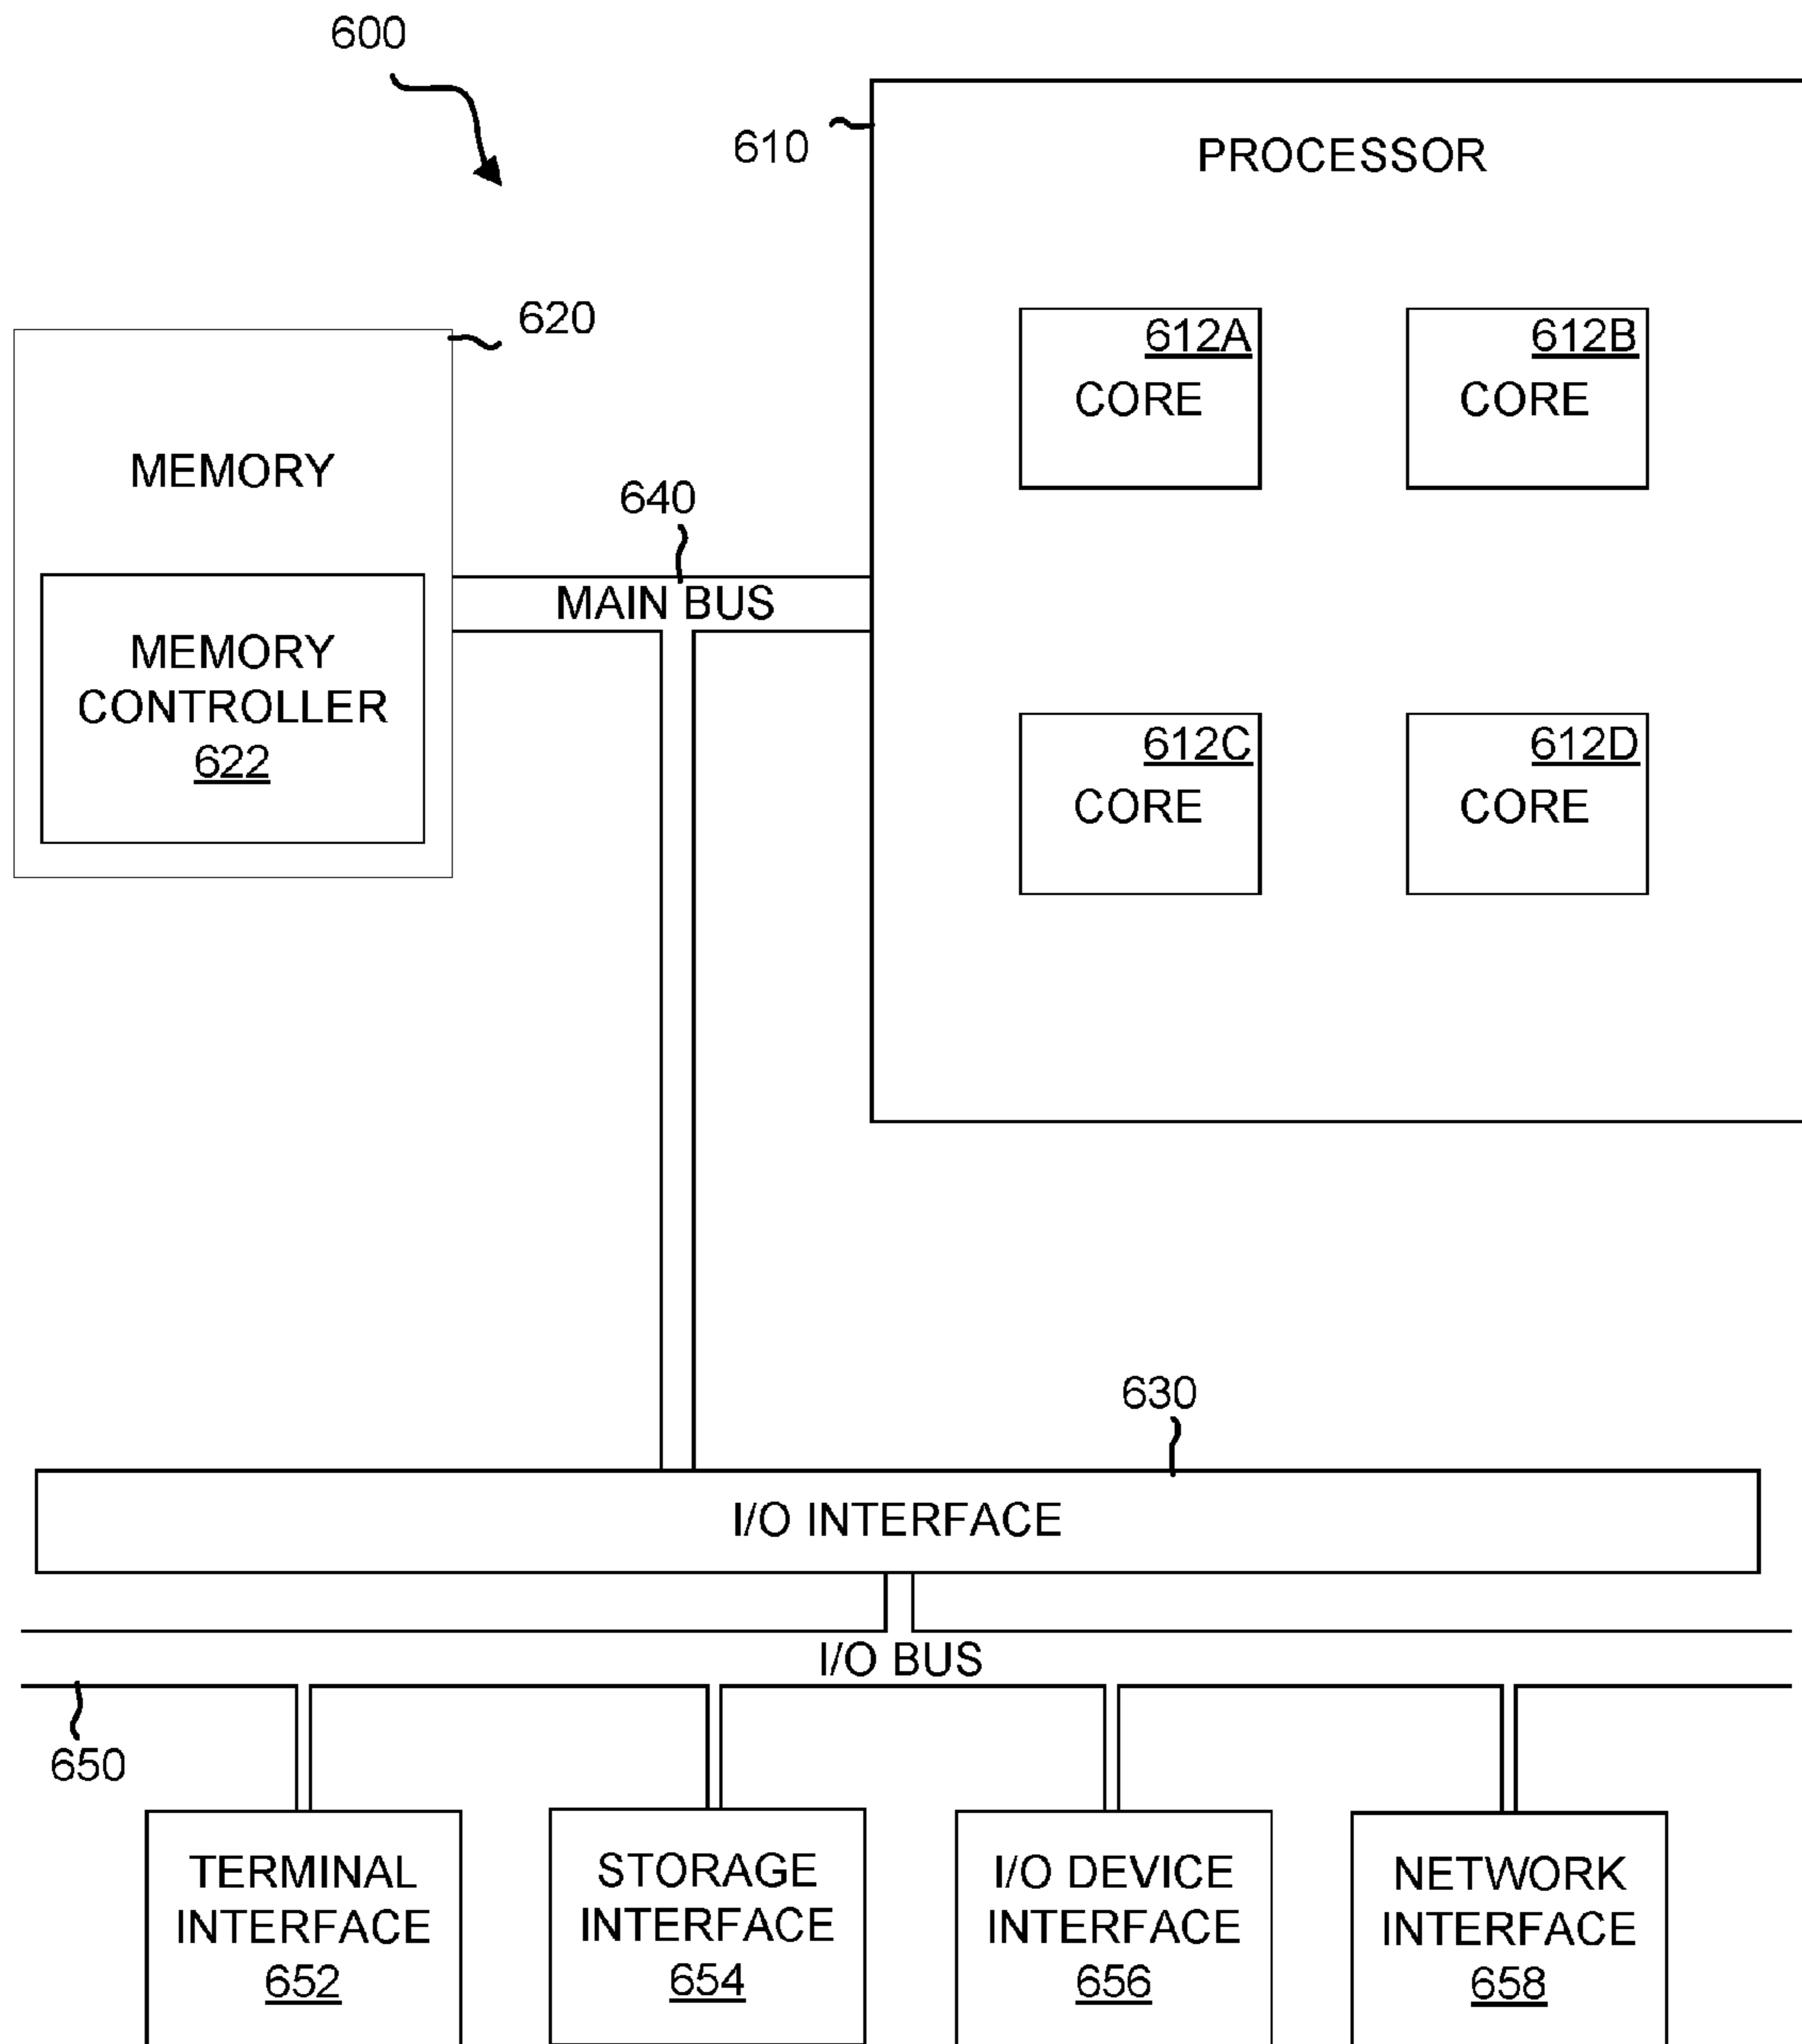 600
610
PROCESSOR
620
612A
CORE
612B
CORE
MEMORY
640
MAIN BUS
MEMORY
CONTROLLER
622
612C
CORE
612D
CORE
630
I/O INTERFACE
I/O BUS
650
TERMINAL
INTERFACE
652
STORAGE
INTERFACE
654
I/O DEVICE
INTERFACE
656
NETWORK
INTERFACE
658